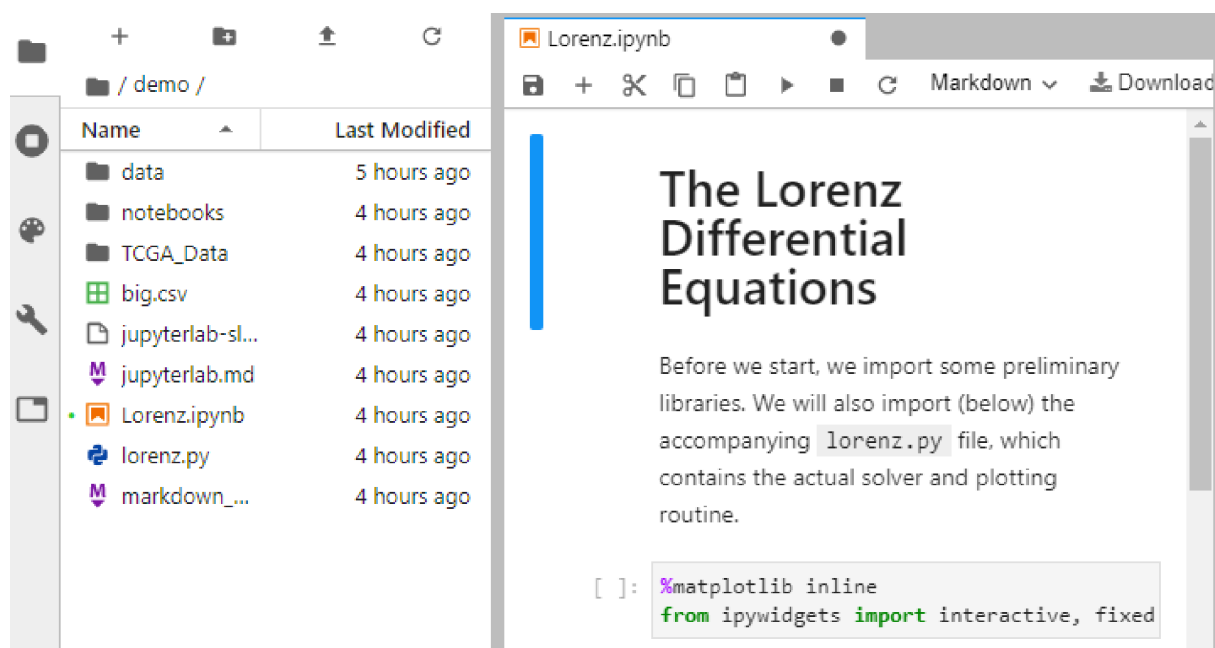 / demo /
Name Last Modified
data 5 hours ago
notebooks 4 hours ago
TCGA_Data 4 hours ago
big.csv 4 hours ago
jupyterlab-sl... 4 hours ago
jupyterlab.md 4 hours ago
Lorenz.ipynb 4 hours ago
lorenz.py 4 hours ago
markdown_... 4 hours ago
Lorenz.ipynb
Markdown Download
The Lorenz
Differential
Equations
Before we start, we import some preliminary
libraries. We will also import (below) the
accompanying lorenz.py file, which
contains the actual solver and plotting
routine.
[ ]: %matplotlib inline
from ipywidgets import interactive, fixed